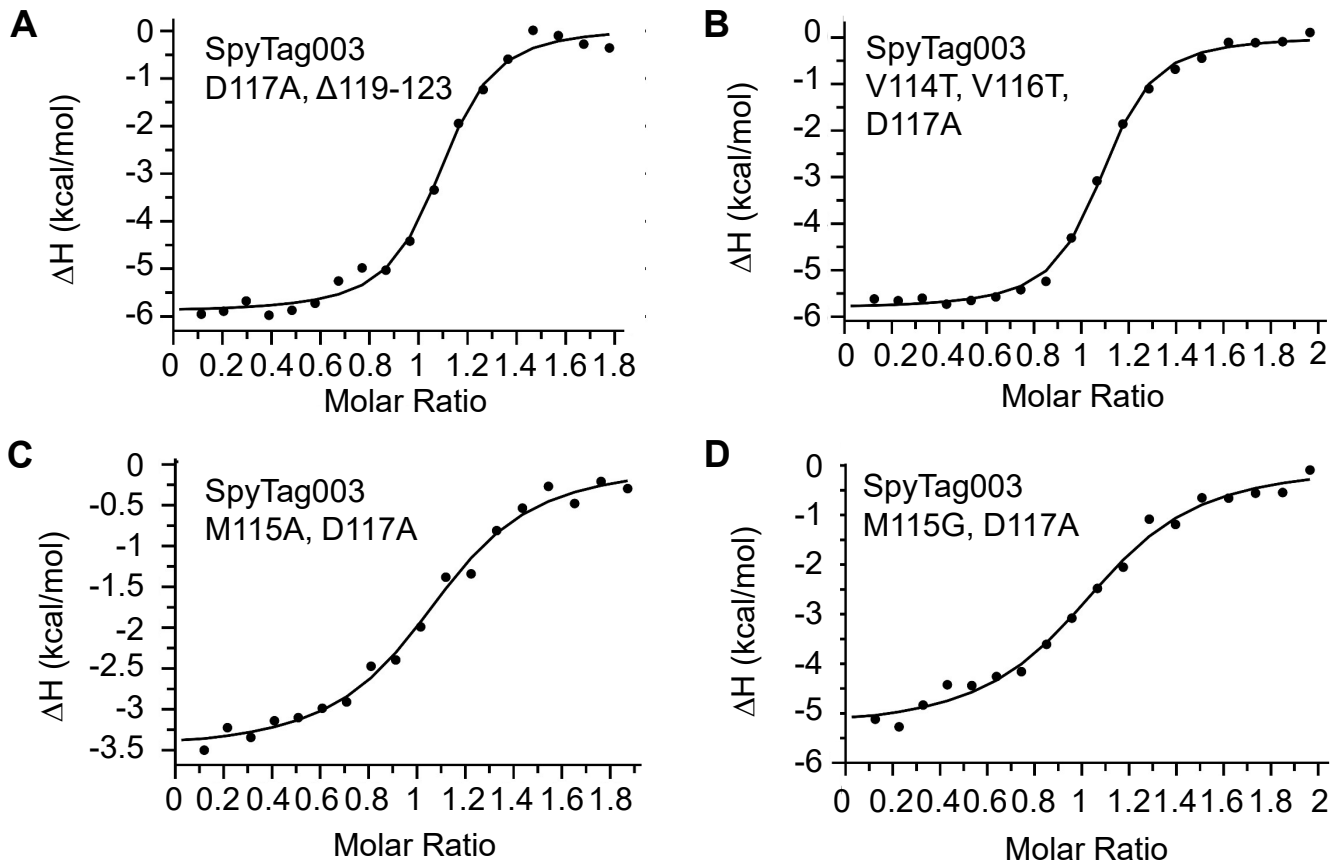 A
SpyTag003
D117A, Δ119-123
0
-1
-2
-3
-4
-5
-6
ΔH (kcal/mol)
0 0.2 0.4 0.6 0.8 1 1.2 1.4 1.6 1.8
Molar Ratio
B
SpyTag003
V114T, V116T,
D117A
0
-1
-2
-3
-4
-5
-6
ΔH (kcal/mol)
0 0.2 0.4 0.6 0.8 1 1.2 1.4 1.6 1.8 2
Molar Ratio
C
SpyTag003
M115A, D117A
0
-0.5
-1
-1.5
-2
-2.5
-3
-3.5
ΔH (kcal/mol)
0 0.2 0.4 0.6 0.8 1 1.2 1.4 1.6 1.8
Molar Ratio
D
SpyTag003
M115G, D117A
0
-1
-2
-3
-4
-5
-6
ΔH (kcal/mol)
0 0.2 0.4 0.6 0.8 1 1.2 1.4 1.6 1.8 2
Molar Ratio